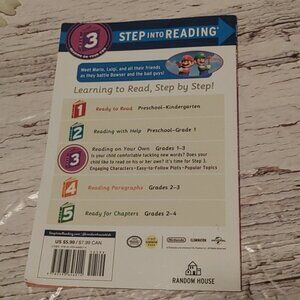 3
STEP INTO READING
Meet Mario, Luigi, and all their friends
as they battle Bowser and the bad guys!
Learning to Read, Step by Step!
1 Ready to Read Preschool–Kindergarten
2 Reading with Help Preschool–Grade 1
STEP 3 Reading on Your Own Grades 1–3
Is your child comfortable tackling new words? Does your
child like to read on his or her own? It's time for Step 3.
Engaging Characters • Easy-to-Follow Plots • Popular Topics
4 Reading Paragraphs Grades 2–3
5 Ready for Chapters Grades 2–4
US $5.99 / $7.99 CAN
Nintendo
ILLUMINATION
UNIVERSAL
RANDOM HOUSE